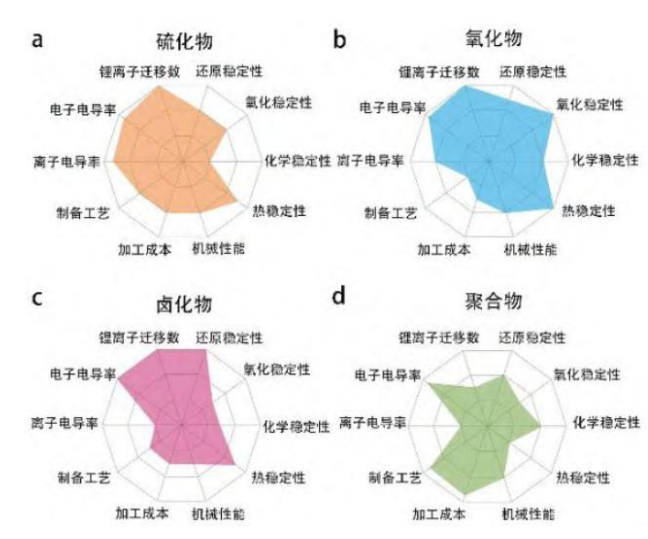 a
硫化物
锂离子迁移数 还原稳定性
电子电导率
氧化稳定性
离子电导率
化学稳定性
制备工艺
热稳定性
加工成本
机械性能
b
氧化物
锂离子迁移数 还原稳定性
电子电导率
氧化稳定性
离子电导率
化学稳定性
制备工艺
热稳定性
加工成本
机械性能
c
卤化物
锂离子迁移数 还原稳定性
电子电导率
氧化稳定性
离子电导率
化学稳定性
制备工艺
热稳定性
加工成本
机械性能
d
聚合物
锂离子迁移数 还原稳定性
电子电导率
氧化稳定性
离子电导率
化学稳定性
制备工艺
热稳定性
加工成本
机械性能